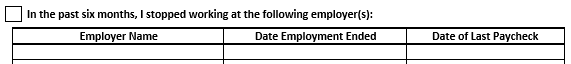 In the past six months, I stopped working at the following employer(s):
Employer Name Date Employment Ended Date of Last Paycheck